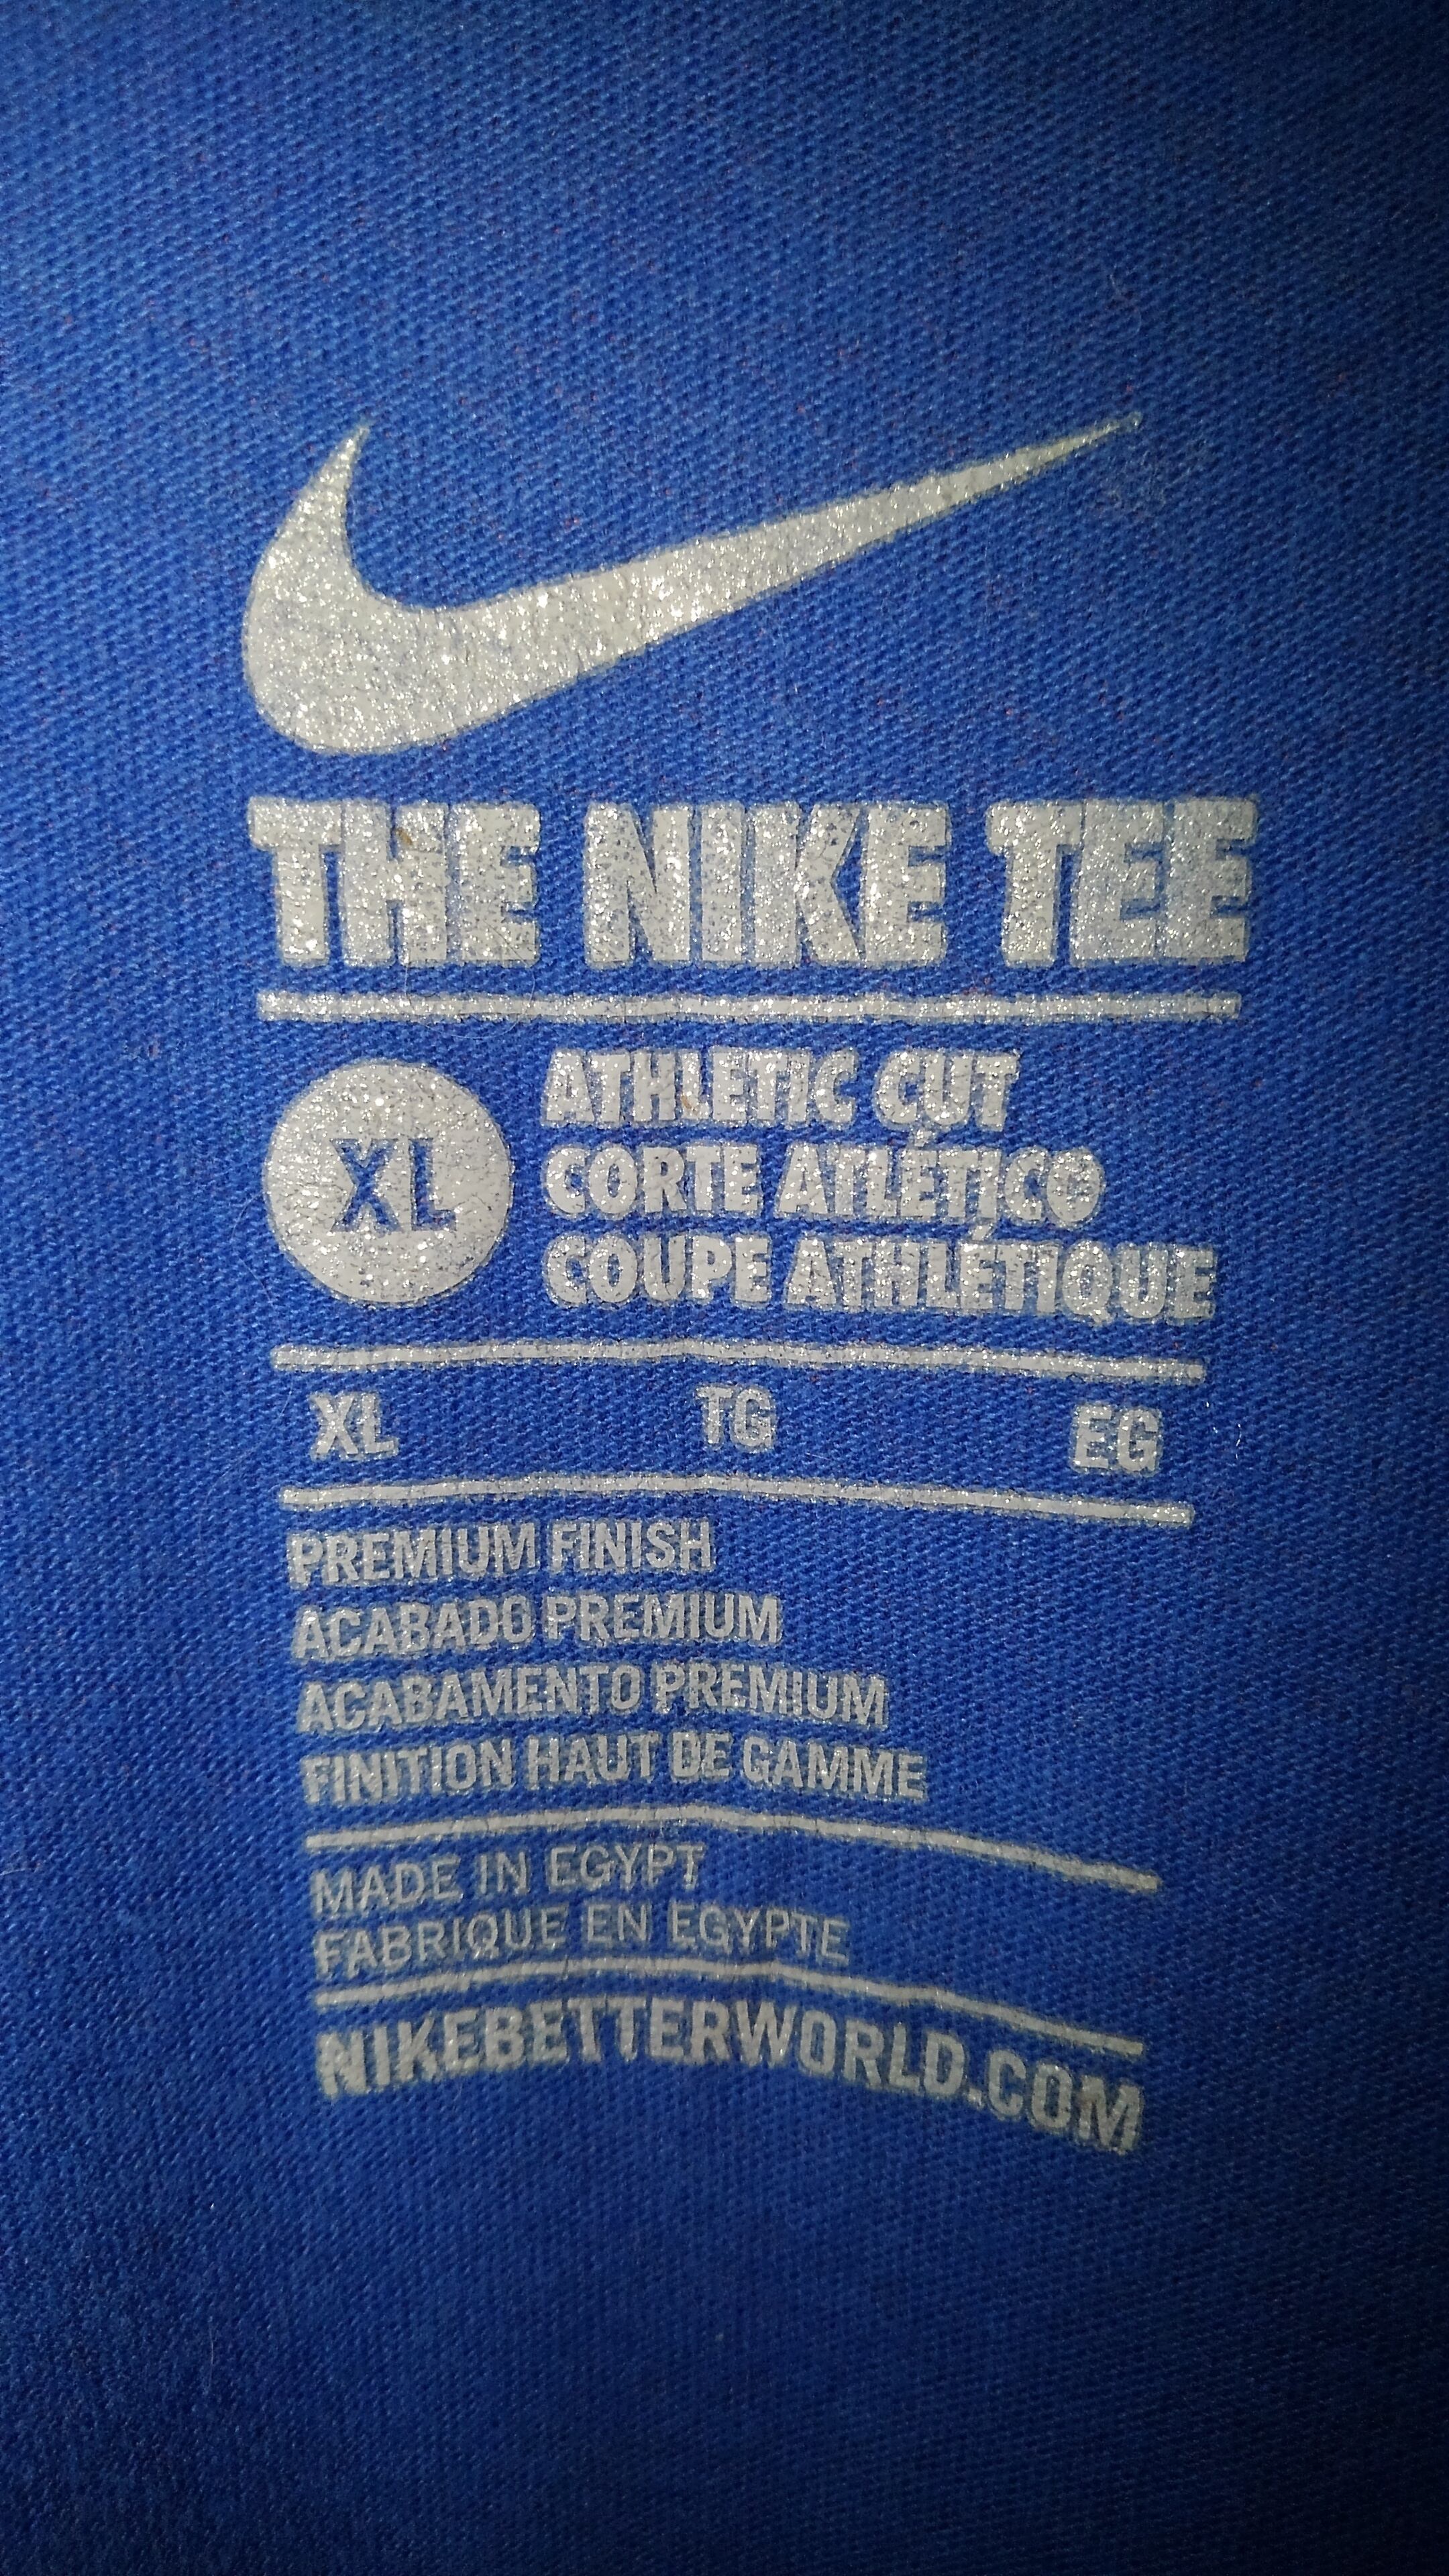 THE NIKE TEE
XL
ATHLETIC CUT
CORTE ATLÉTICO
COUPE ATHLÉTIQUE
XL TG EG
PREMIUM FINISH
ACABADO PREMIUM
ACABAMENTO PREMIUM
FINITION HAUT DE GAMME
MADE IN EGYPT
FABRIQUE EN EGYPTE
NIKEBETTERWORLD.COM